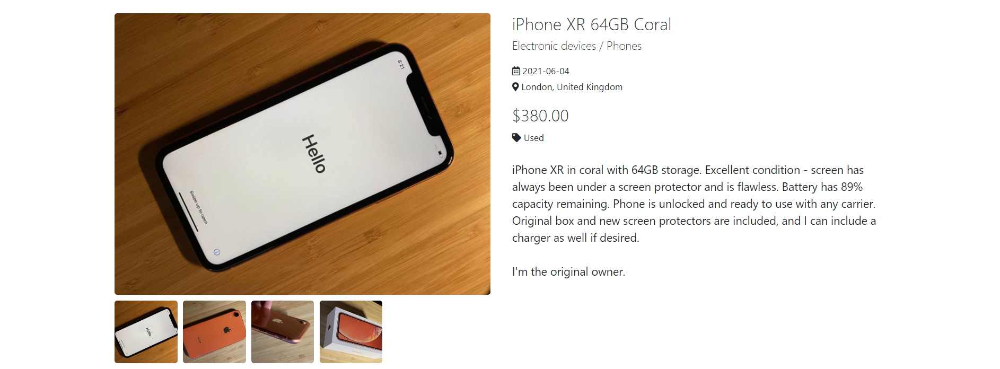 iPhone XR 64GB Coral
Electronic devices / Phones
2021-06-04
London, United Kingdom
$380.00
Used
iPhone XR in coral with 64GB storage. Excellent condition - screen has
always been under a screen protector and is flawless. Battery has 89%
capacity remaining. Phone is unlocked and ready to use with any carrier.
Original box and new screen protectors are included, and I can include a
charger as well if desired.
I'm the original owner.
8:21
Hello
Swipe up to open
Hello